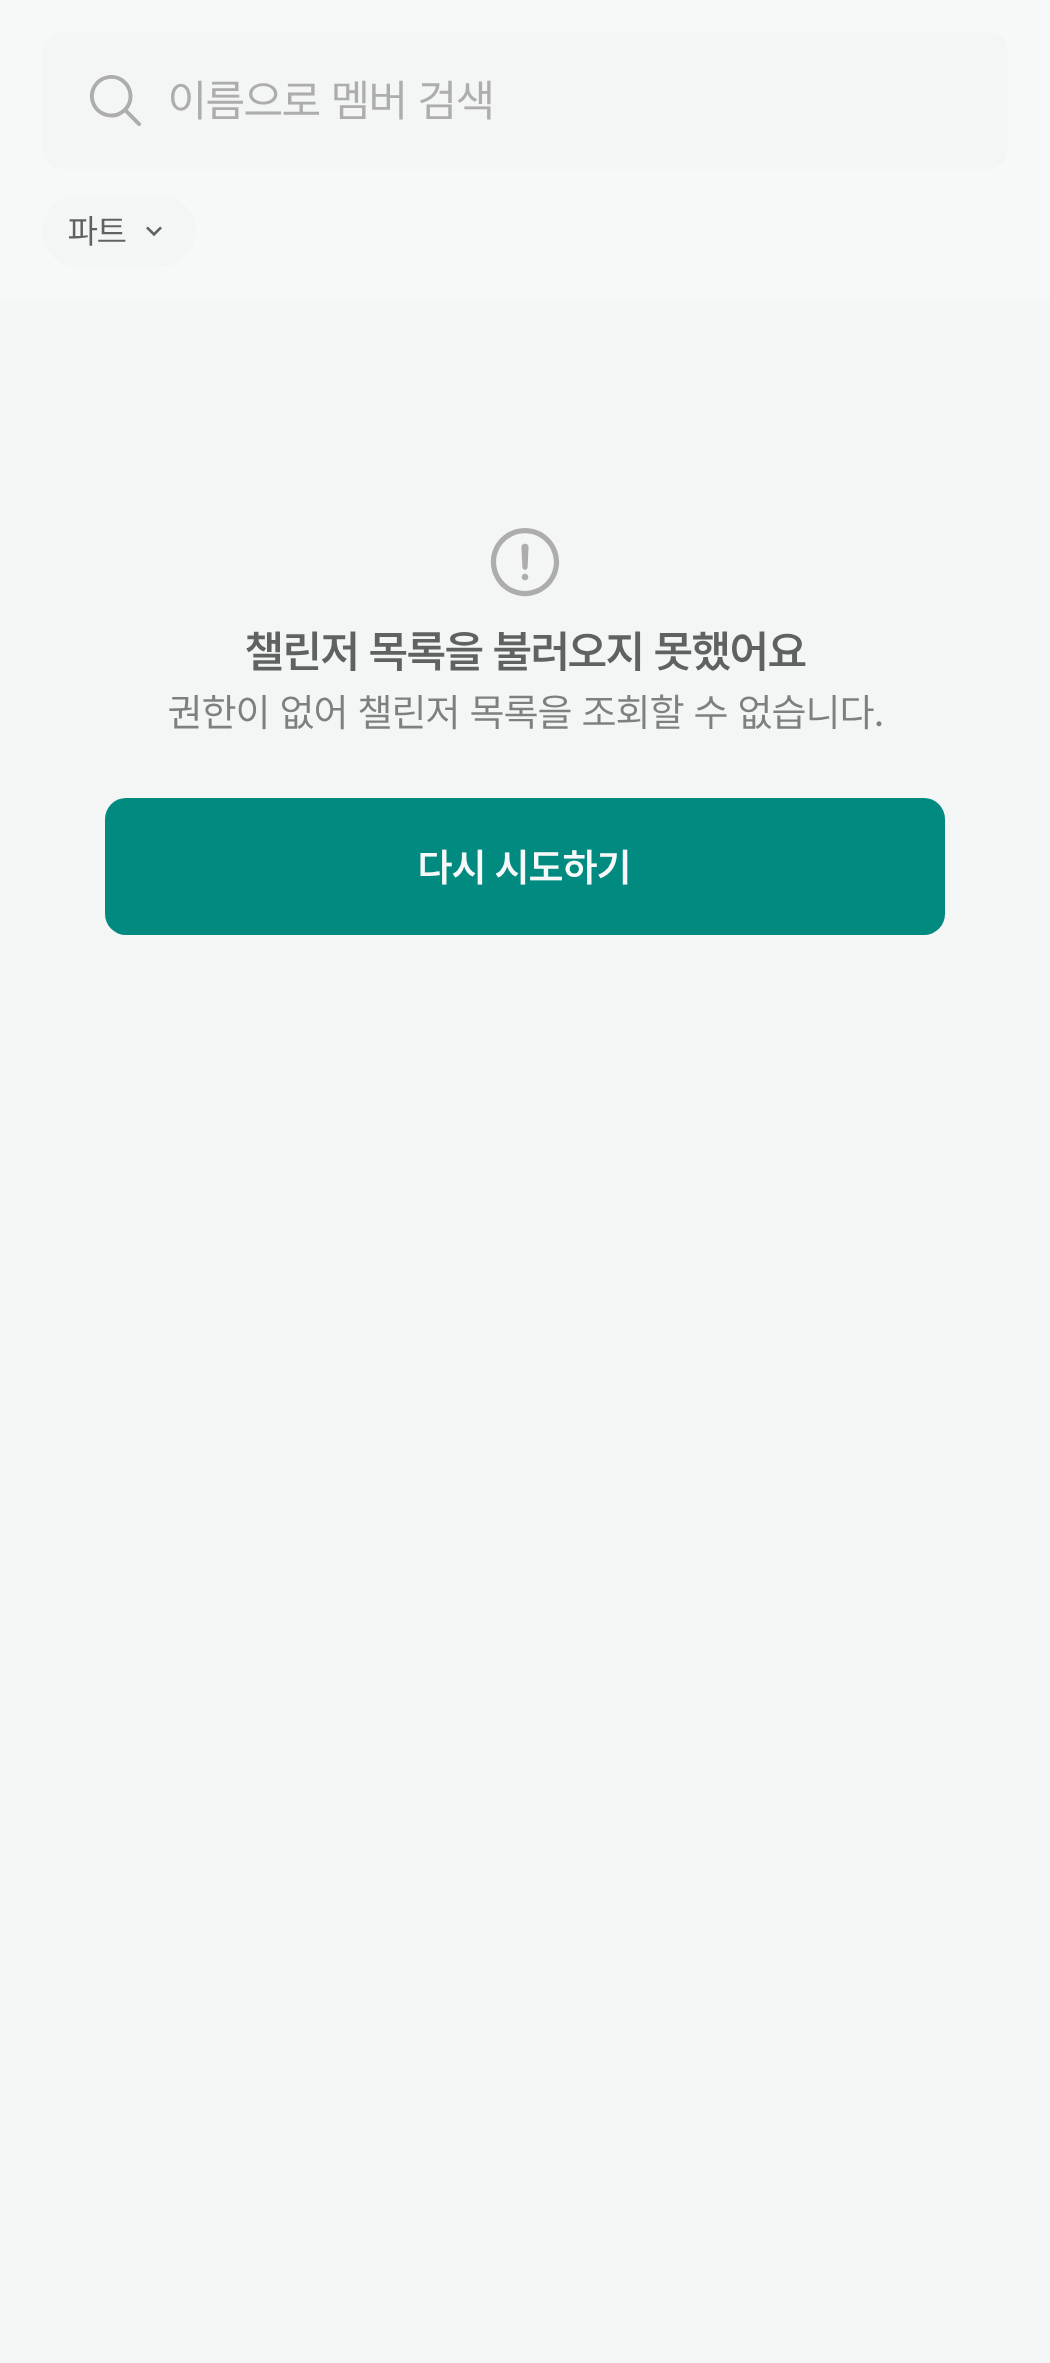 이름으로 멤버 검색
파트
챌린저 목록을 불러오지 못했어요
권한이 없어 챌린저 목록을 조회할 수 없습니다.
다시 시도하기